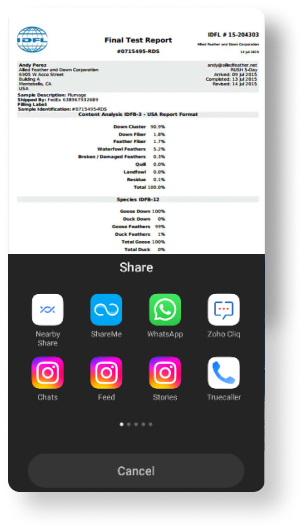 IDFL
Final Test Report
#0715495-RDS
IDFL # 15-204303
Allied Feather and Down Corporation
14 Jul 2015
Andy Perez
Allied Feather and Down Corporation
6905 W Acco Street
Building A
Montebello, CA
USA
andy@alliedfeather.net
RUSH 5-Day
Arrived: 09 Jul 2015
Completed: 13 Jul 2015
Revised: 14 Jul 2015
Sample Description: Plumage
Shipped By: FedEx 638967532689
Filing Label:
Sample Identification: #0715495-RDS
Content Analysis IDFB-3 - USA Report Format
Down Cluster 90.9%
Down Fiber 1.8%
Feather Fiber 1.7%
Waterfowl Feathers 5.2%
Broken / Damaged Feathers 0.3%
Quill 0.0%
Landfowl 0.0%
Residue 0.1%
Total 100.0%
Species IDFB-12
Goose Down 100%
Duck Down 0%
Goose Feathers 99%
Duck Feathers 1%
Total Goose 100%
Total Duck 0%
Share
Nearby Share
ShareMe
WhatsApp
Zoho Cliq
Chats
Feed
Stories
Truecaller
Cancel